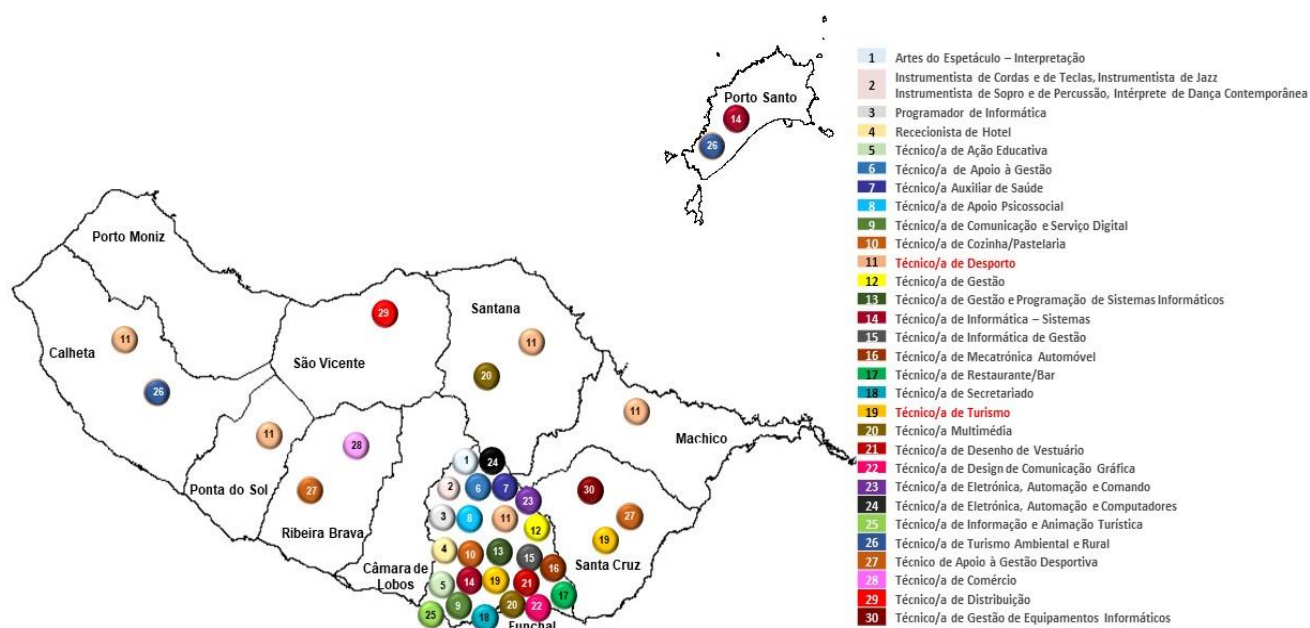 Porto Santo
14
26
Porto Moniz
29
Santana
11
11
Calheta
São Vicente
20
26
11
11
28
Machico
1
24
Ponta do Sol
27
2
6
7
23
30
27
Ribeira Brava
3
8
11
12
19
4
10
13
15
16
Santa Cruz
Câmara de
Lobos
5
14
19
21
17
25
9
18
20
22
Funchal
1 Artes do Espetáculo – Interpretação
2 Instrumentista de Cordas e de Teclas, Instrumentista de Jazz
Instrumentista de Sopro e de Percussão, Intérprete de Dança Contemporânea
3 Programador de Informática
4 Rececionista de Hotel
5 Técnico/a de Ação Educativa
6 Técnico/a de Apoio à Gestão
7 Técnico/a Auxiliar de Saúde
8 Técnico/a de Apoio Psicossocial
9 Técnico/a de Comunicação e Serviço Digital
10 Técnico/a de Cozinha/Pastelaria
11 Técnico/a de Desporto
12 Técnico/a de Gestão
13 Técnico/a de Gestão e Programação de Sistemas Informáticos
14 Técnico/a de Informática – Sistemas
15 Técnico/a de Informática de Gestão
16 Técnico/a de Mecatrónica Automóvel
17 Técnico/a de Restaurante/Bar
18 Técnico/a de Secretariado
19 Técnico/a de Turismo
20 Técnico/a Multimédia
21 Técnico/a de Desenho de Vestuário
22 Técnico/a de Design de Comunicação Gráfica
23 Técnico/a de Eletrónica, Automação e Comando
24 Técnico/a de Eletrónica, Automação e Computadores
25 Técnico/a de Informação e Animação Turística
26 Técnico/a de Turismo Ambiental e Rural
27 Técnico de Apoio à Gestão Desportiva
28 Técnico/a de Comércio
29 Técnico/a de Distribuição
30 Técnico/a de Gestão de Equipamentos Informáticos